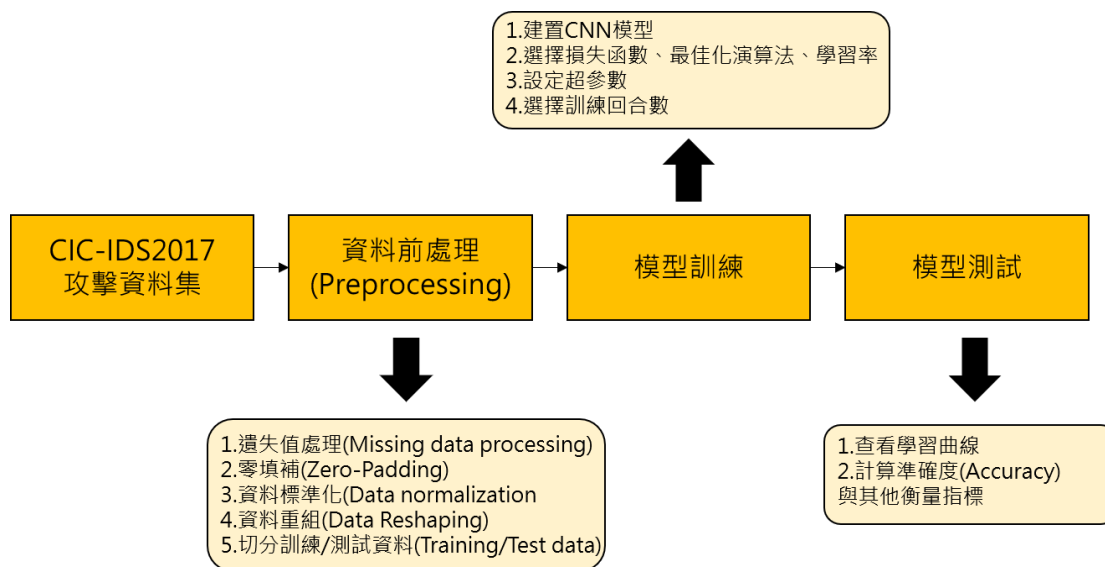 1.建置CNN模型
2.選擇損失函數、最佳化演算法、學習率
3.設定超參數
4.選擇訓練回合數
CIC-IDS2017
攻擊資料集
資料前處理
(Preprocessing)
模型訓練
模型測試
1.遺失值處理(Missing data processing)
2.零填補(Zero-Padding)
3.資料標準化(Data normalization
4.資料重組(Data Reshaping)
5.切分訓練/測試資料(Training/Test data)
1.查看學習曲線
2.計算準確度(Accuracy)
與其他衡量指標